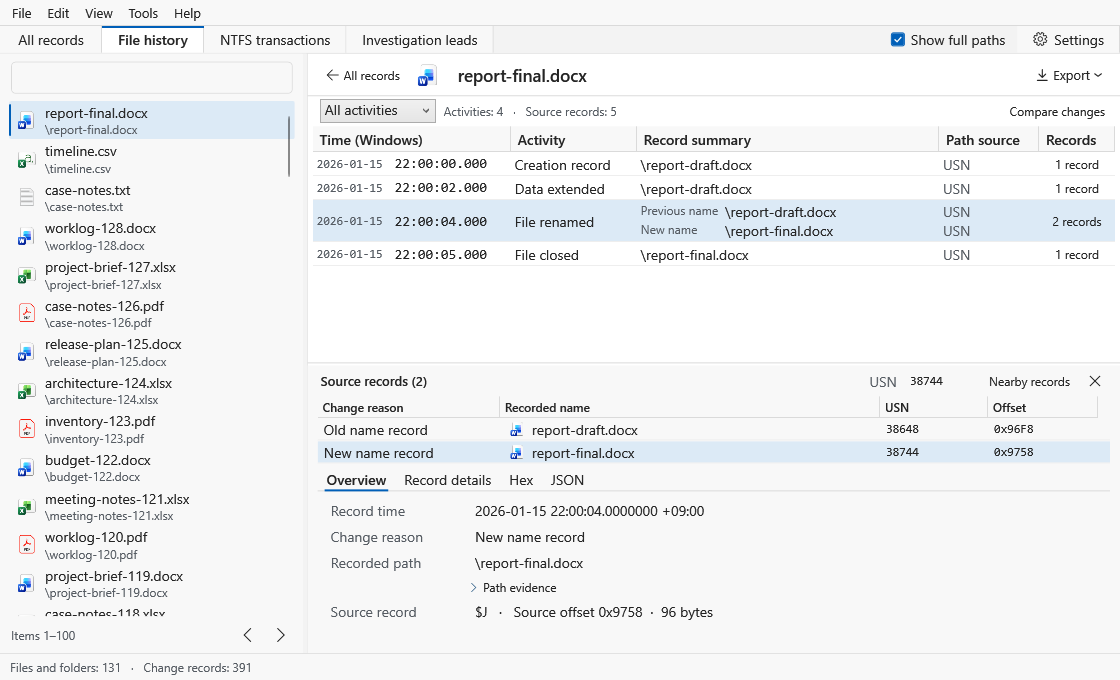 File Edit View Tools Help
All records File history NTFS transactions Investigation leads Show full paths Settings
All records report-final.docx Export
All activities Activities: 4 · Source records: 5 Compare changes
Time (Windows) Activity Record summary Path source Records
2026-01-15 22:00:00.000 Creation record \report-draft.docx USN 1 record
2026-01-15 22:00:02.000 Data extended \report-draft.docx USN 1 record
2026-01-15 22:00:04.000 File renamed Previous name \report-draft.docx USN 2 records
New name \report-final.docx USN
2026-01-15 22:00:05.000 File closed \report-final.docx USN 1 record
report-final.docx
\report-final.docx
timeline.csv
\timeline.csv
case-notes.txt
\case-notes.txt
worklog-128.docx
\worklog-128.docx
project-brief-127.xlsx
\project-brief-127.xlsx
case-notes-126.pdf
\case-notes-126.pdf
release-plan-125.docx
\release-plan-125.docx
architecture-124.xlsx
\architecture-124.xlsx
inventory-123.pdf
\inventory-123.pdf
budget-122.docx
\budget-122.docx
meeting-notes-121.xlsx
\meeting-notes-121.xlsx
worklog-120.pdf
\worklog-120.pdf
project-brief-119.docx
\project-brief-119.docx
case-notes-118.xlsx
Items 1–100
Source records (2) USN 38744 Nearby records
Change reason Recorded name USN Offset
Old name record report-draft.docx 38648 0x96F8
New name record report-final.docx 38744 0x9758
Overview Record details Hex JSON
Record time 2026-01-15 22:00:04.0000000 +09:00
Change reason New name record
Recorded path \report-final.docx
Path evidence
Source record $J · Source offset 0x9758 · 96 bytes
Files and folders: 131 · Change records: 391